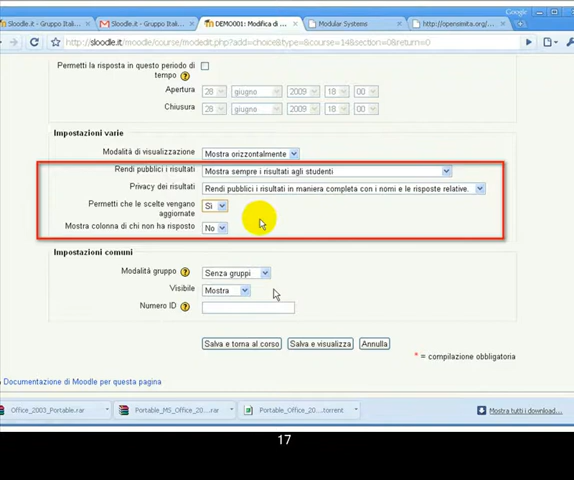 Google
sloodle.it - Gruppo Itali...
Gmail - Gruppo Itali...
DEMO001: Modifica di ...
Modular Systems
http://opensimita.org/...
http://sloodle.it/moodle/course/modedit.php?add=choice&type=&course=14&section=0&return=0
Permetti la risposta in questo periodo di tempo
Apertura 28 giugno 2009 18 00
Chiusura 28 giugno 2009 18 00
Impostazioni varie
Modalità di visualizzazione Mostra orizzontalmente
Rendi pubblici i risultati Mostra sempre i risultati agli studenti
Privacy dei risultati Rendi pubblici i risultati in maniera completa con i nomi e le risposte relative.
Permetti che le scelte vengano aggiornate Sì
Mostra colonna di chi non ha risposto No
Impostazioni comuni
Modalità gruppo Senza gruppi
Visibile Mostra
Numero ID
Salva e torna al corso Salva e visualizza Annulla
* = compilazione obbligatoria
Documentazione di Moodle per questa pagina
Office_2003_Portable.rar
Portable_MS_Office_20....rar
Portable_Office_20....torrent
Mostra tutti i download...
17